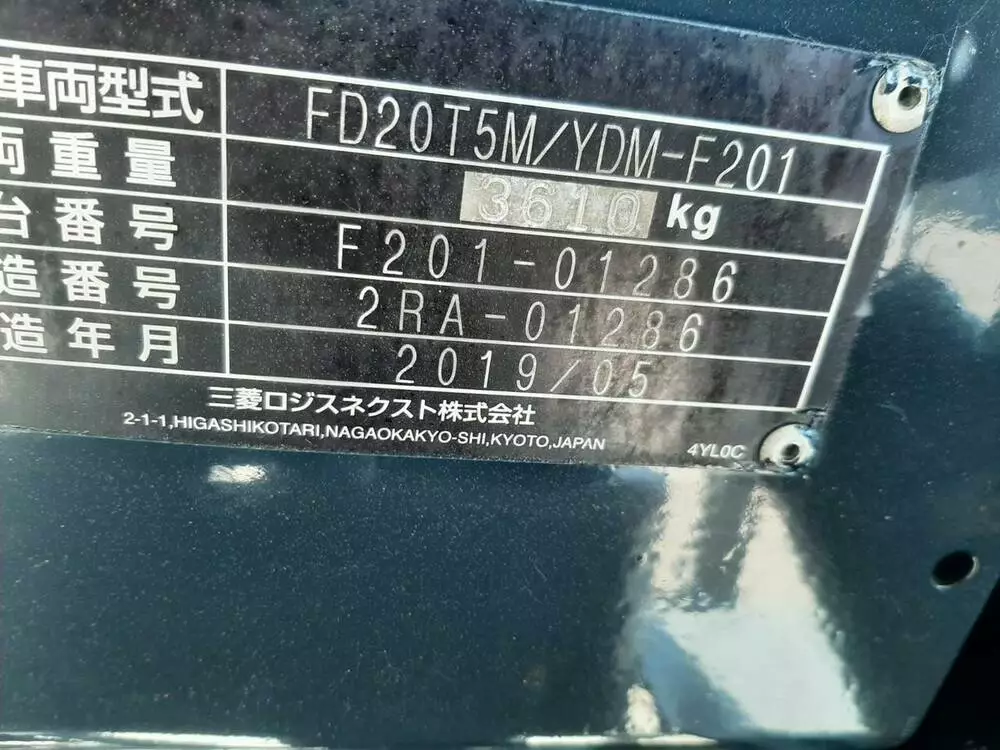 車両型式 FD20T5M/YDM-F201
両重量 3610 kg
台番号 F201-01286
造番号 2RA-01286
造年月 2019/05
三菱ロジスネクスト株式会社
2-1-1,HIGASHIKOTARI,NAGAOKAKYO-SHI,KYOTO,JAPAN
4YL0C